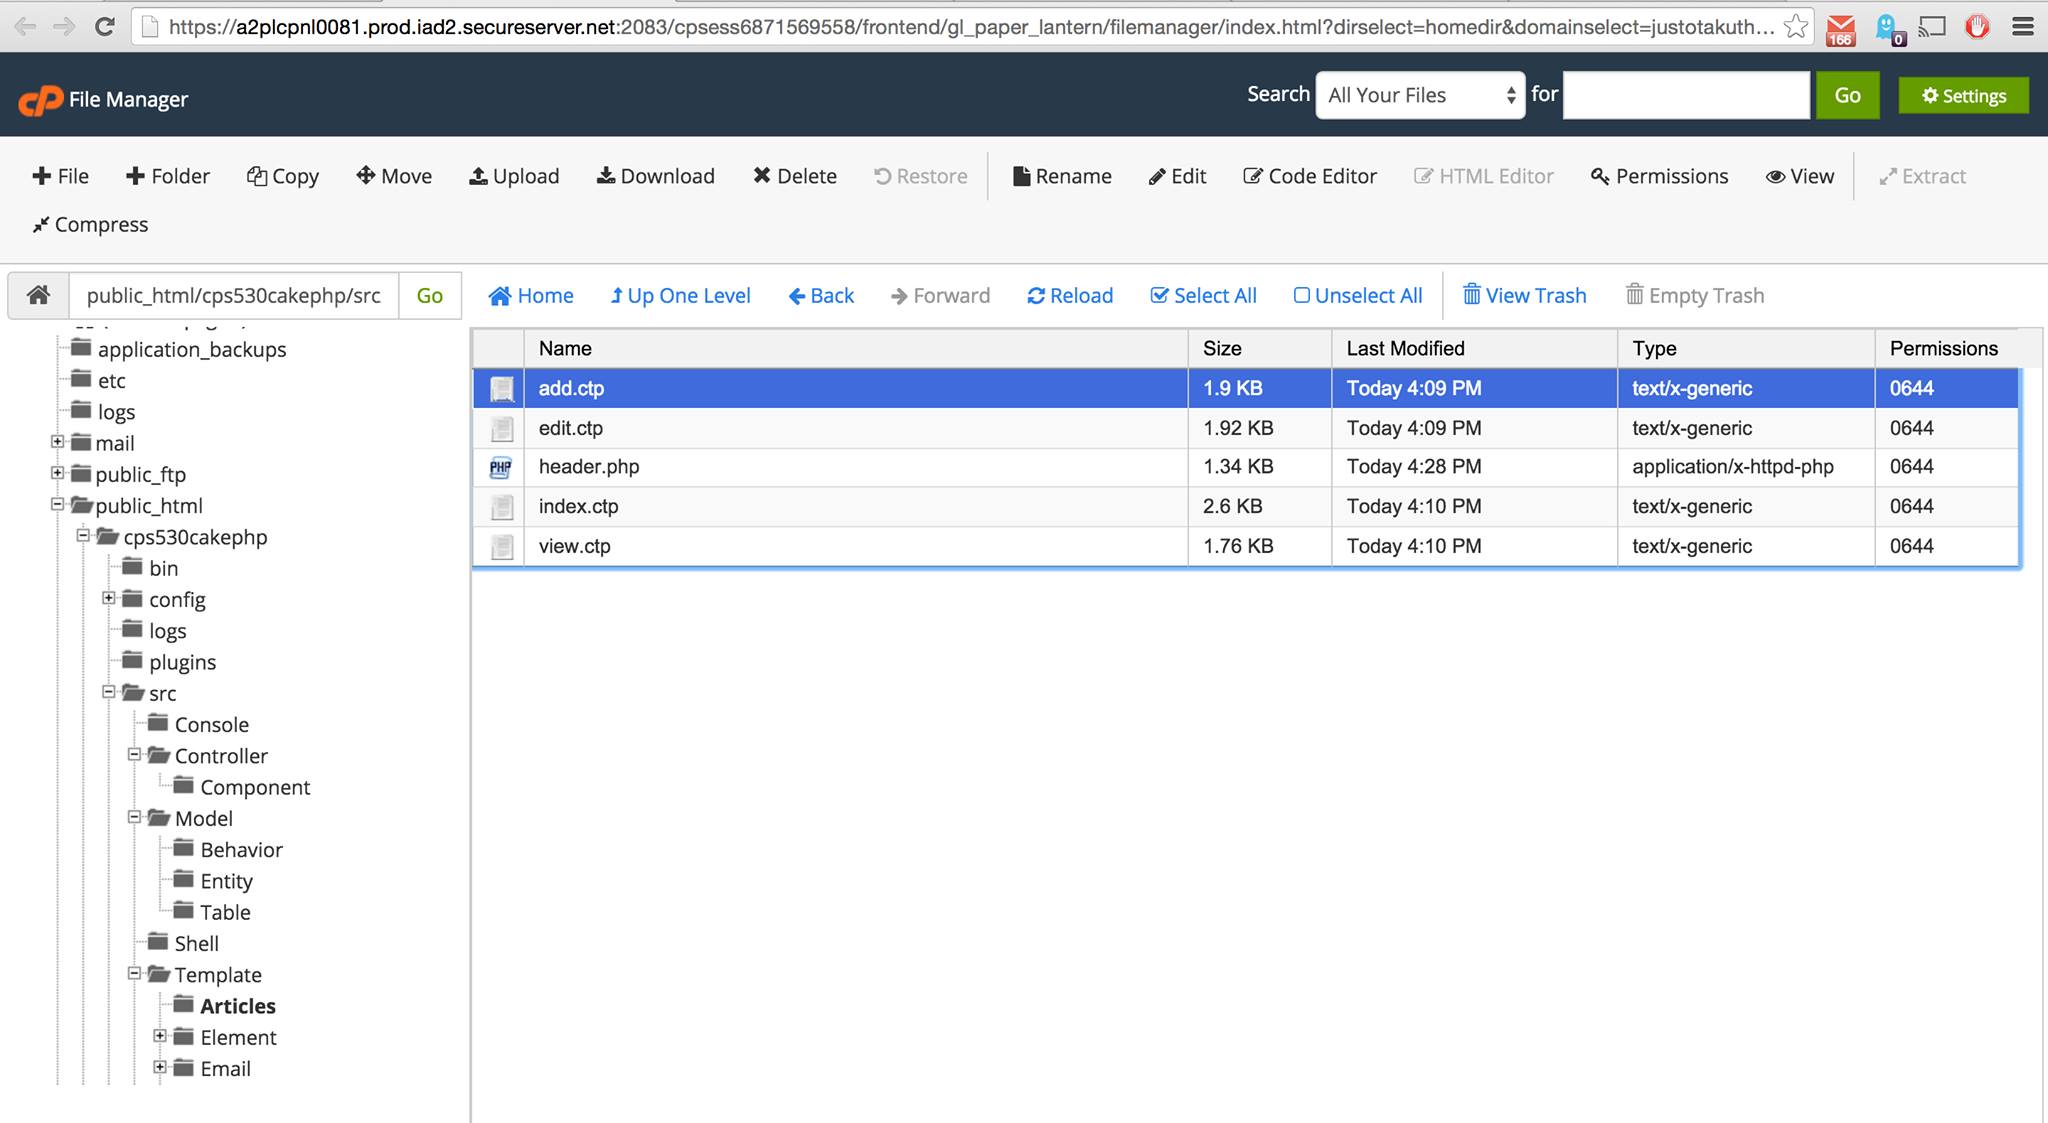 https://a2plcpnl0081.prod.iad2.secureserver.net:2083/cpsess6871569558/frontend/gl_paper_lantern/filemanager/index.html?dirselect=homedir&domainselect=justotakuth...
166
0
cP File Manager
Search All Your Files for Go Settings
File Folder Copy Move Upload Download Delete Restore Rename Edit Code Editor HTML Editor Permissions View Extract
Compress
public_html/cps530cakephp/src Go Home Up One Level Back Forward Reload Select All Unselect All View Trash Empty Trash
application_backups
etc
logs
mail
public_ftp
public_html
cps530cakephp
bin
config
logs
plugins
src
Console
Controller
Component
Model
Behavior
Entity
Table
Shell
Template
Articles
Element
Email
Name Size Last Modified Type Permissions
add.ctp 1.9 KB Today 4:09 PM text/x-generic 0644
edit.ctp 1.92 KB Today 4:09 PM text/x-generic 0644
PHP header.php 1.34 KB Today 4:28 PM application/x-httpd-php 0644
index.ctp 2.6 KB Today 4:10 PM text/x-generic 0644
view.ctp 1.76 KB Today 4:10 PM text/x-generic 0644